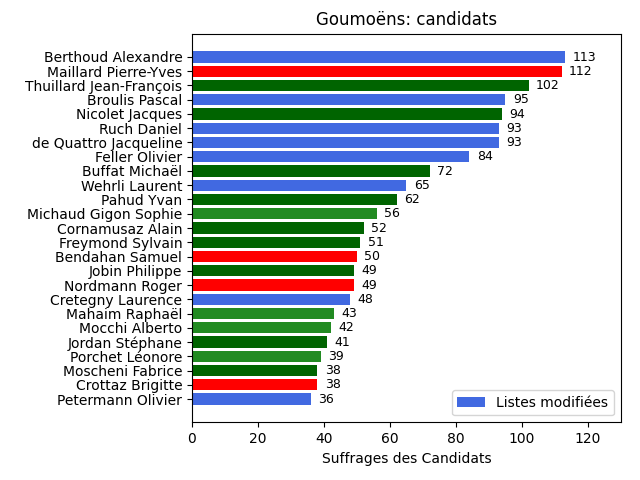 Goumoëns: candidats
Berthoud Alexandre 113
Maillard Pierre-Yves 112
Thuillard Jean-François 102
Broulis Pascal 95
Nicolet Jacques 94
Ruch Daniel 93
de Quattro Jacqueline 93
Feller Olivier 84
Buffat Michaël 72
Wehrli Laurent 65
Pahud Yvan 62
Michaud Gigon Sophie 56
Cornamusaz Alain 52
Freymond Sylvain 51
Bendahan Samuel 50
Jobin Philippe 49
Nordmann Roger 49
Cretegny Laurence 48
Mahaim Raphaël 43
Mocchi Alberto 42
Jordan Stéphane 41
Porchet Léonore 39
Moscheni Fabrice 38
Crottaz Brigitte 38
Petermann Olivier 36
Listes modifiées
0 20 40 60 80 100 120
Suffrages des Candidats